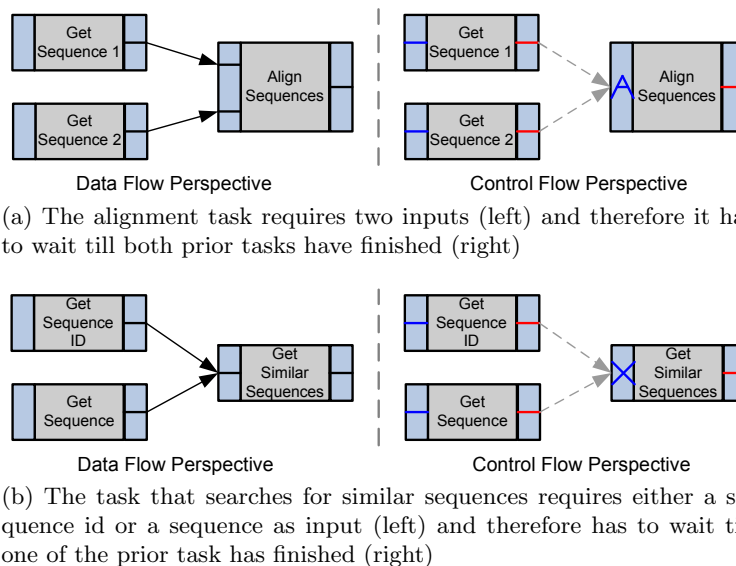 Get
Sequence 1
Get
Sequence 2
Align
Sequences
Data Flow Perspective
Get
Sequence 1
Get
Sequence 2
A
Align
Sequences
Control Flow Perspective
(a) The alignment task requires two inputs (left) and therefore it ha
to wait till both prior tasks have finished (right)
Get
Sequence
ID
Get
Sequence
Get
Similar
Sequences
Data Flow Perspective
Get
Sequence
ID
Get
Sequence
X
Get
Similar
Sequences
Control Flow Perspective
(b) The task that searches for similar sequences requires either a s
quence id or a sequence as input (left) and therefore has to wait t
one of the prior task has finished (right)